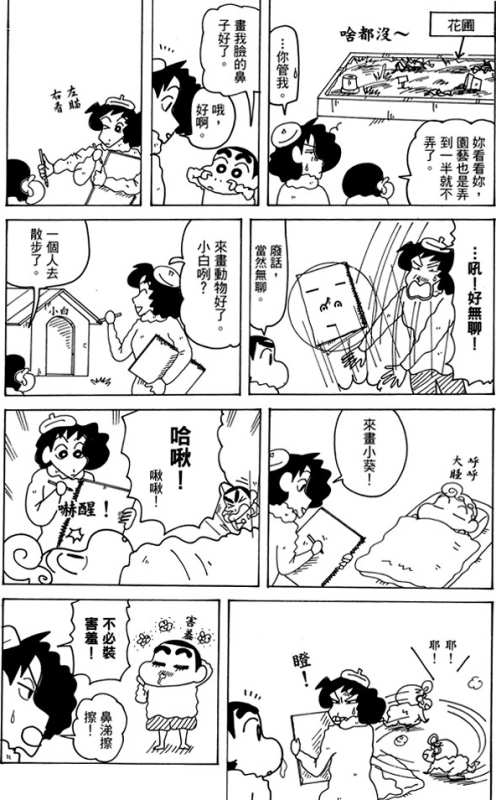 花圃
啥都沒～
妳看看妳，
園藝也是弄
到一半就不
弄了。
…你管我。
畫我臉的鼻
子好了。
哦，
好啊。
左瞄
右看
…吼！好無聊！
廢話，
當然無聊。
來畫動物好了。
小白咧？
小白
一個人去
散步了。
呼呼
大睡
來畫小葵！
哈啾！
啾啾！
嚇醒！
耶！
耶！
瞪！
害羞
不必裝
害羞！
鼻涕擦
擦！